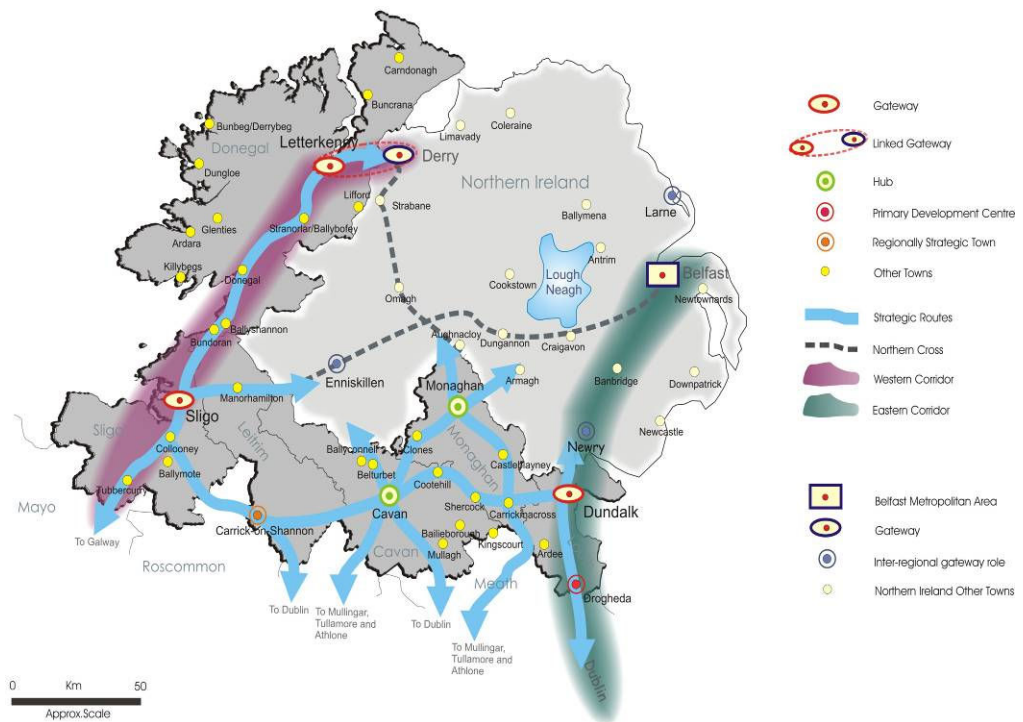 Carndonagh
Buncrana
Bunbeg/Derrybeg
Donegal
Letterkenny
Derry
Limavady
Coleraine
Northern Ireland
Dungloe
Lifford
Strabane
Ballymena
Larne
Glenties
Stranorlar/Ballybofey
Ardara
Killybegs
Donegal
Antrim
Lough
Neagh
Cookstown
Belfast
Newtownards
Omagh
Ballyshannon
Bundoran
Aughnacloy
Dungannon
Craigavon
Enniskillen
Manorhamilton
Monaghan
Armagh
Banbridge
Downpatrick
Sligo
Sligo
Leitrim
Collooney
Ballymote
Tubbercurry
Ballyconnell
Belturbet
Clones
Monaghan
Castleblayney
Newry
Newcastle
Cootehill
Shercock
Carrickmacross
Dundalk
Cavan
Mayo
To Galway
Carrick-on-Shannon
Roscommon
Cavan
Bailieborough
Mullagh
Kingscourt
Ardee
Meath
Drogheda
To Dublin
To Mullingar,
Tullamore and
Athlone
To Dublin
To Mullingar,
Tullamore and
Athlone
Dublin
0 Km 50
Approx.Scale
Gateway
Linked Gateway
Hub
Primary Development Centre
Regionally Strategic Town
Other Towns
Strategic Routes
Northern Cross
Western Corridor
Eastern Corridor
Belfast Metropolitan Area
Gateway
Inter-regional gateway role
Northern Ireland Other Towns